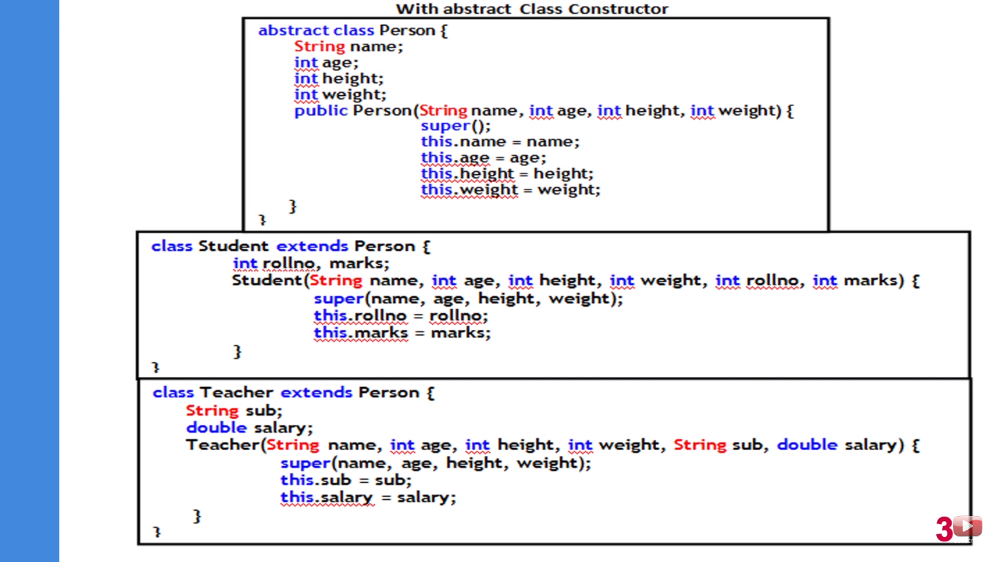 With abstract Class Constructor
abstract class Person {
String name;
int age;
int height;
int weight;
public Person(String name, int age, int height, int weight) {
super();
this.name = name;
this.age = age;
this.height = height;
this.weight = weight;
}
}
class Student extends Person {
int rollno, marks;
Student(String name, int age, int height, int weight, int rollno, int marks) {
super(name, age, height, weight);
this.rollno = rollno;
this.marks = marks;
}
}
class Teacher extends Person {
String sub;
double salary;
Teacher(String name, int age, int height, int weight, String sub, double salary) {
super(name, age, height, weight);
this.sub = sub;
this.salary = salary;
}
}
3